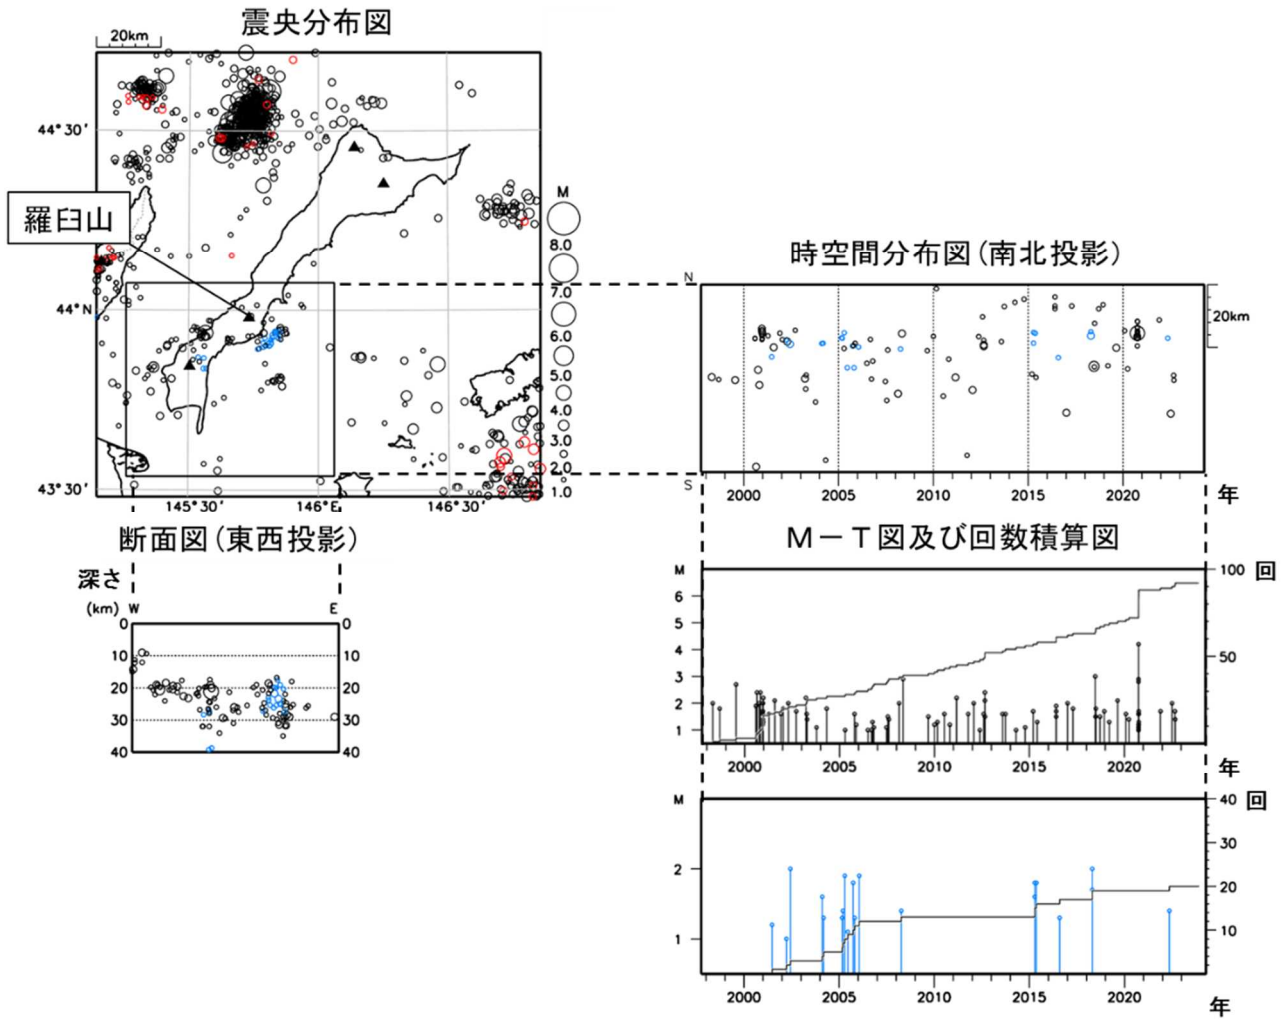 震央分布図
20km
44°30'
羅臼山
44°N
43°30'
145°30'
146°E
146°30'
M
8.0
7.0
6.0
5.0
4.0
3.0
2.0
1.0
時空間分布図(南北投影)
N
20km
S
2000
2005
2010
2015
2020
年
断面図(東西投影)
深さ
(km)
W
E
0
0
10
10
20
20
30
30
40
40
M-T図及び回数積算図
M
100
回
6
5
4
50
3
2
1
2000
2005
2010
2015
2020
年
M
40
回
30
2
20
1
10
2000
2005
2010
2015
2020
年